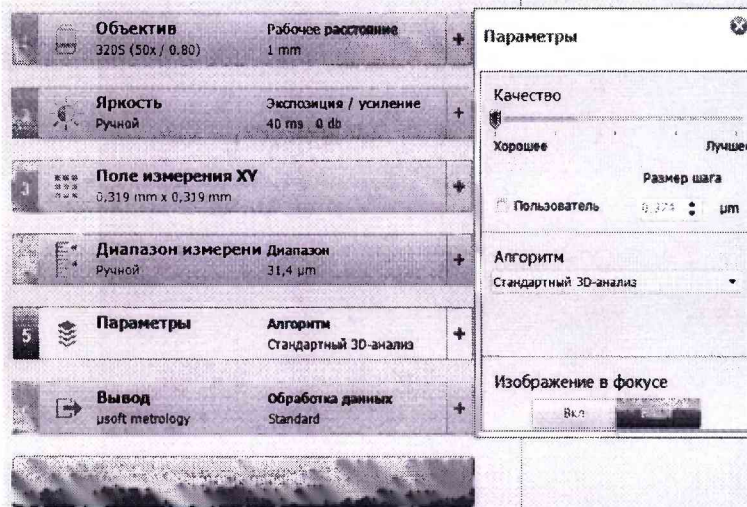 Объектив Рабочее расстояние
320S (50x / 0.80) 1 mm
Яркость Экспозиция / усиление
Ручной 40 ms 0 db
3 Поле измерения XY
0,319 mm x 0,319 mm
Диапазон измерени Диапазон
Ручной 31,4 µm
5 Параметры Алгоритм
Стандартный 3D-анализ
Вывод Обработка данных
µsoft metrology Standard
Параметры
Качество
Хорошее Лучшее
Размер шага
Пользователь µm
Алгоритм
Стандартный 3D-анализ
Изображение в фокусе
Вкл